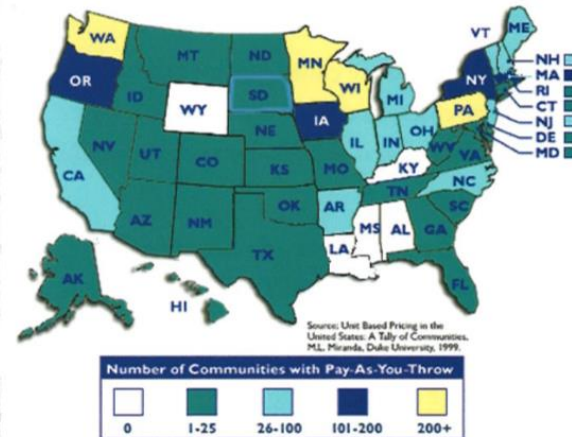 WA
MT
ND
MN
VT
ME
NH
OR
ID
SD
WI
NY
MA
WY
MI
RI
CT
IA
PA
NJ
NE
NV
UT
IL
IN
OH
DE
MD
CA
CO
KS
MO
KY
WV
VA
NC
AZ
NM
OK
AR
TN
SC
TX
LA
MS
AL
GA
FL
AK
HI
Source: Unit Based Pricing in the
United States: A Tally of Communities,
M.L. Miranda, Duke University, 1999.
Number of Communities with Pay-As-You-Throw
0 1-25 26-100 101-200 200+